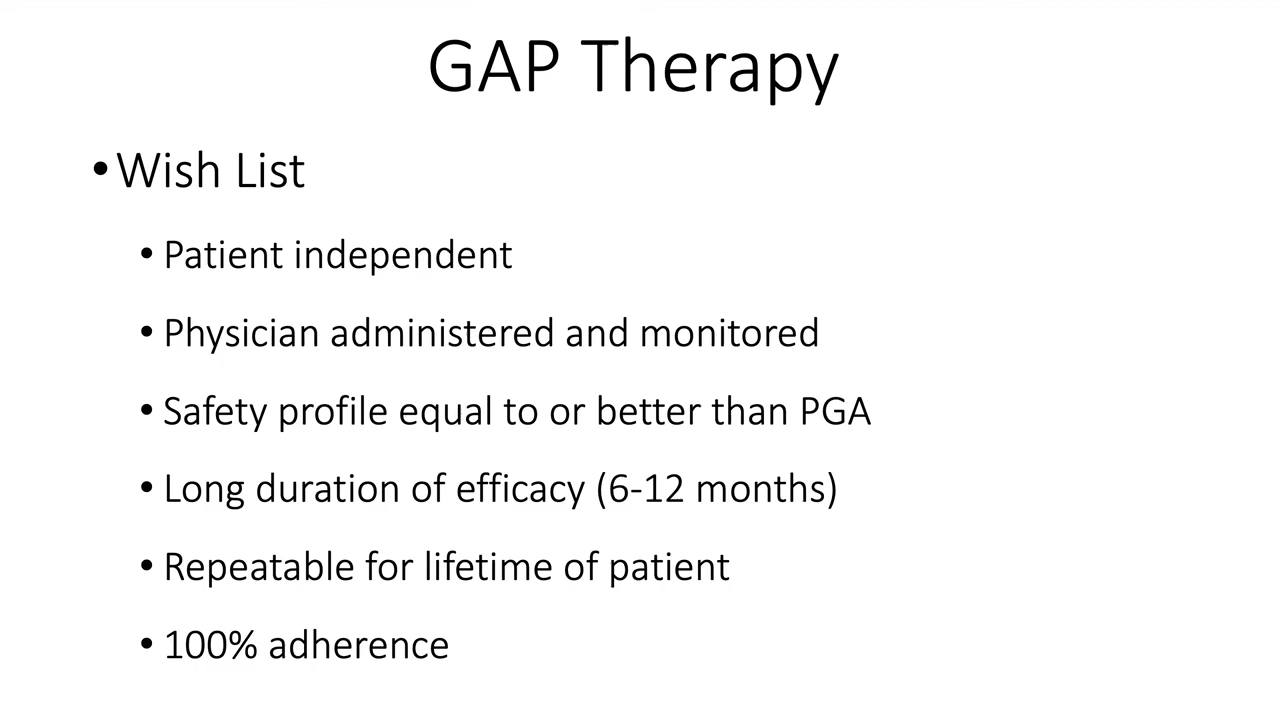 GAP Therapy
• Wish List
• Patient independent
• Physician administered and monitored
• Safety profile equal to or better than PGA
• Long duration of efficacy (6-12 months)
• Repeatable for lifetime of patient
• 100% adherence